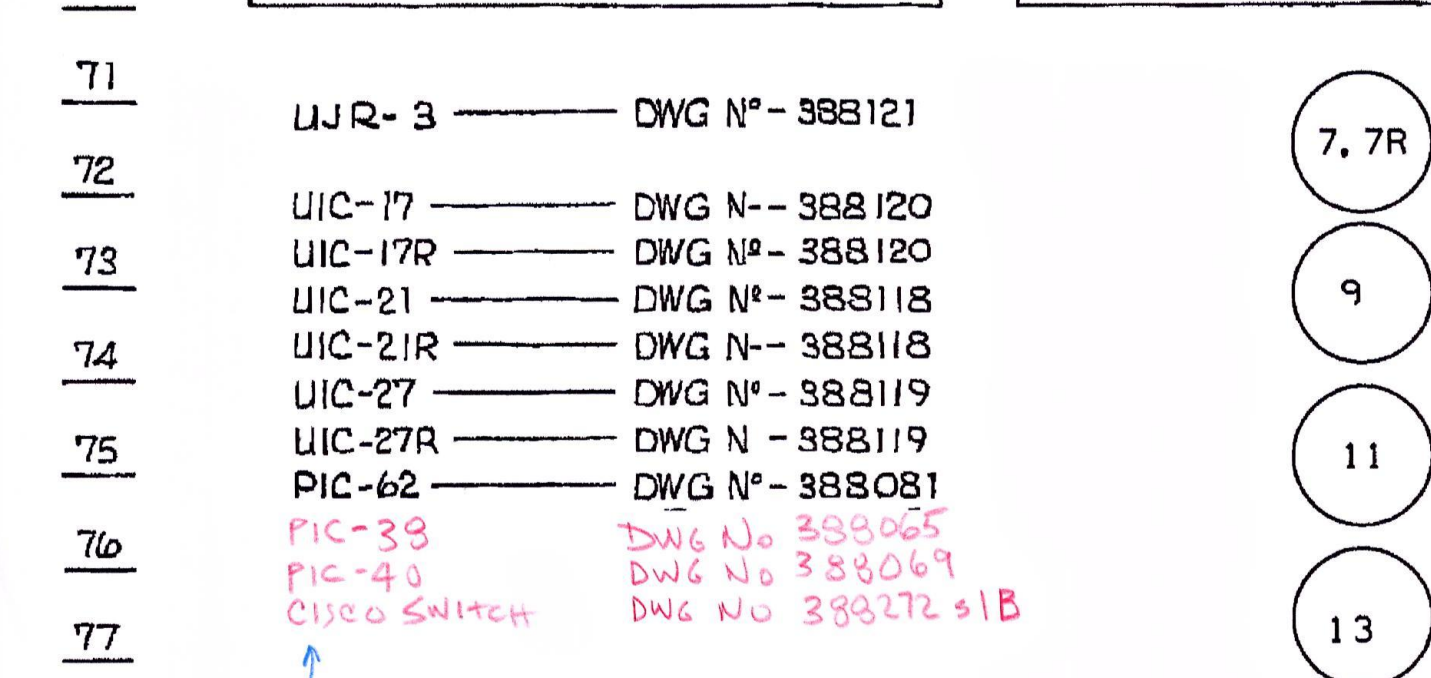 71
UJR-3 DWG Nº-388121
7, 7R
72
UIC-17 DWG N--388120
73
UIC-17R DWG Nº-388120
9
UIC-21 DWG Nº-388118
74
UIC-21R DWG N--388118
UIC-27 DWG Nº-388119
75
UIC-27R DWG N -388119
11
PIC-62 DWG Nº-388081
76
PIC-38 DWG No 388065
PIC-40 DWG No 388069
CISCO SWITCH DWG NO 388272 s1B
77
13